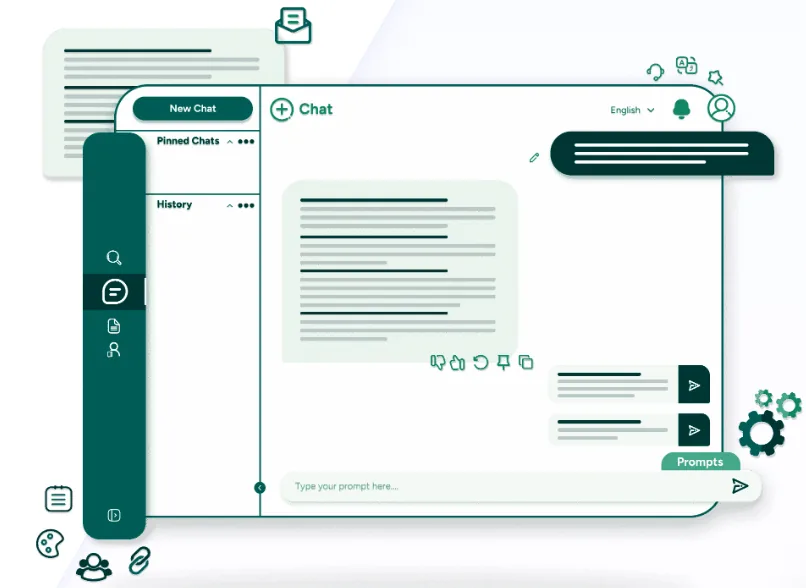 New Chat
Chat
English
Pinned Chats
History
Prompts
Type your prompt here....